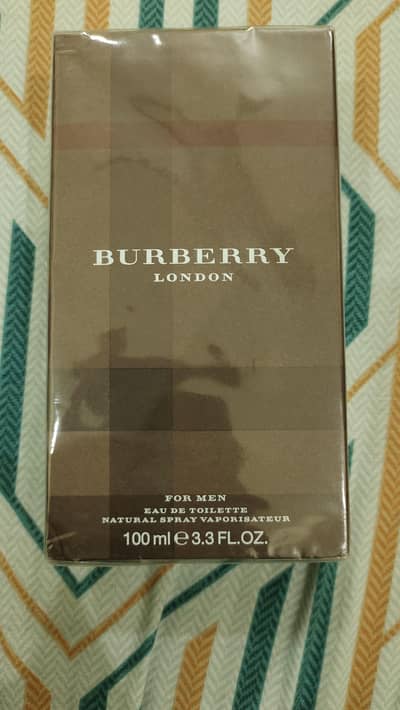 BURBERRY
LONDON
FOR MEN
EAU DE TOILETTE
NATURAL SPRAY VAPORISATEUR
100 ml ℮ 3.3 FL.OZ.